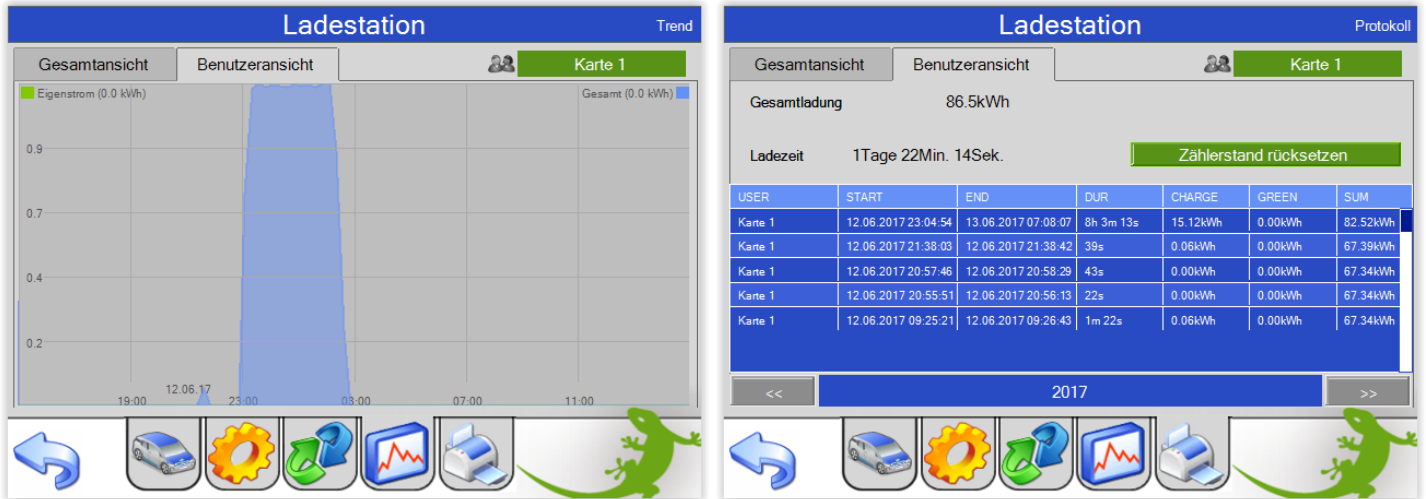 Ladestation Trend
Gesamtansicht Benutzeransicht Karte 1
Eigenstrom (0.0 kWh) Gesamt (0.0 kWh)
0.9
0.7
0.4
0.2
12.06.17
19:00 23:00 03:00 07:00 11:00
Ladestation Protokoll
Gesamtansicht Benutzeransicht Karte 1
Gesamtladung 86.5kWh
Ladezeit 1Tage 22Min. 14Sek. Zählerstand rücksetzen
USER START END DUR CHARGE GREEN SUM
Karte 1 12.06.2017 23:04:54 13.06.2017 07:08:07 8h 3m 13s 15.12kWh 0.00kWh 82.52kWh
Karte 1 12.06.2017 21:38:03 12.06.2017 21:38:42 39s 0.06kWh 0.00kWh 67.39kWh
Karte 1 12.06.2017 20:57:46 12.06.2017 20:58:29 43s 0.00kWh 0.00kWh 67.34kWh
Karte 1 12.06.2017 20:55:51 12.06.2017 20:56:13 22s 0.00kWh 0.00kWh 67.34kWh
Karte 1 12.06.2017 09:25:21 12.06.2017 09:26:43 1m 22s 0.06kWh 0.00kWh 67.34kWh
<< 2017 >>